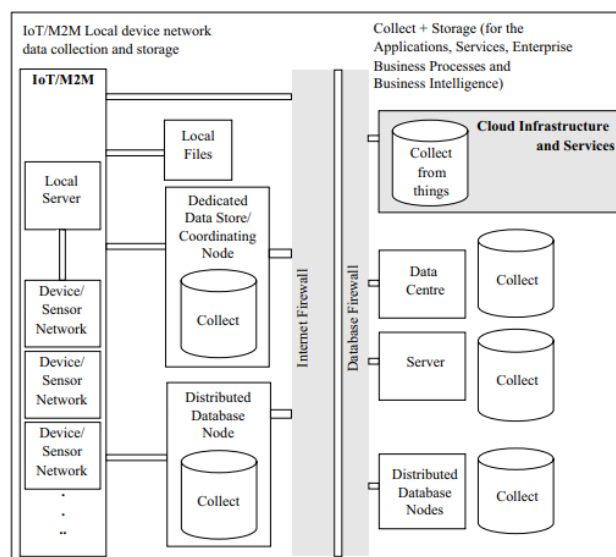 IoT/M2M Local device network
data collection and storage
IoT/M2M
Local
Server
Device/
Sensor
Network
Device/
Sensor
Network
Device/
Sensor
Network
.
.
..
Local
Files
Dedicated
Data Store/
Coordinating
Node
Collect
Distributed
Database
Node
Collect
Internet Firewall
Database Firewall
Collect + Storage (for the
Applications, Services, Enterprise
Business Processes and
Business Intelligence)
Cloud Infrastructure
and Services
Collect
from
things
Data
Centre
Collect
Server
Collect
Distributed
Database
Nodes
Collect